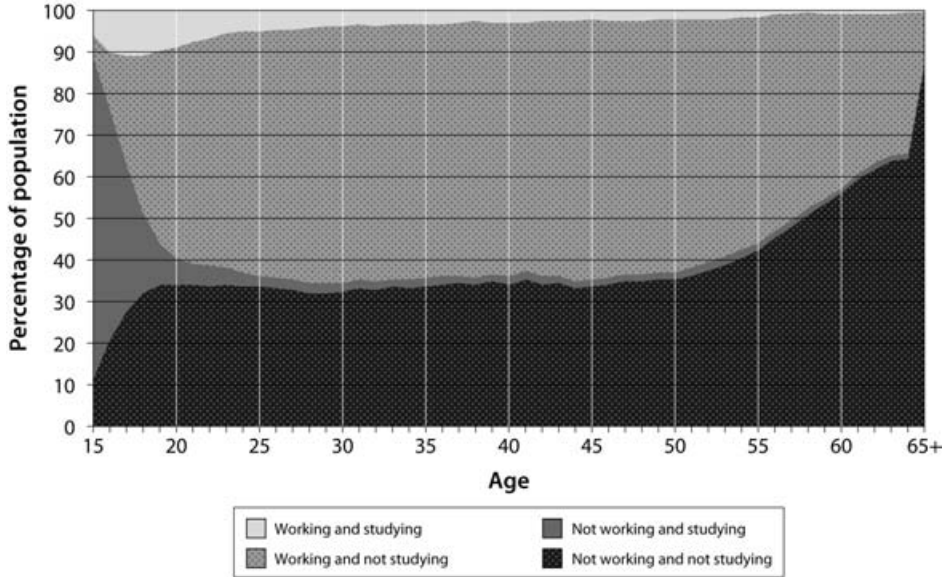 Percentage of population
100
90
80
70
60
50
40
30
20
10
0
15 20 25 30 35 40 45 50 55 60 65+
Age
Working and studying Not working and studying
Working and not studying Not working and not studying